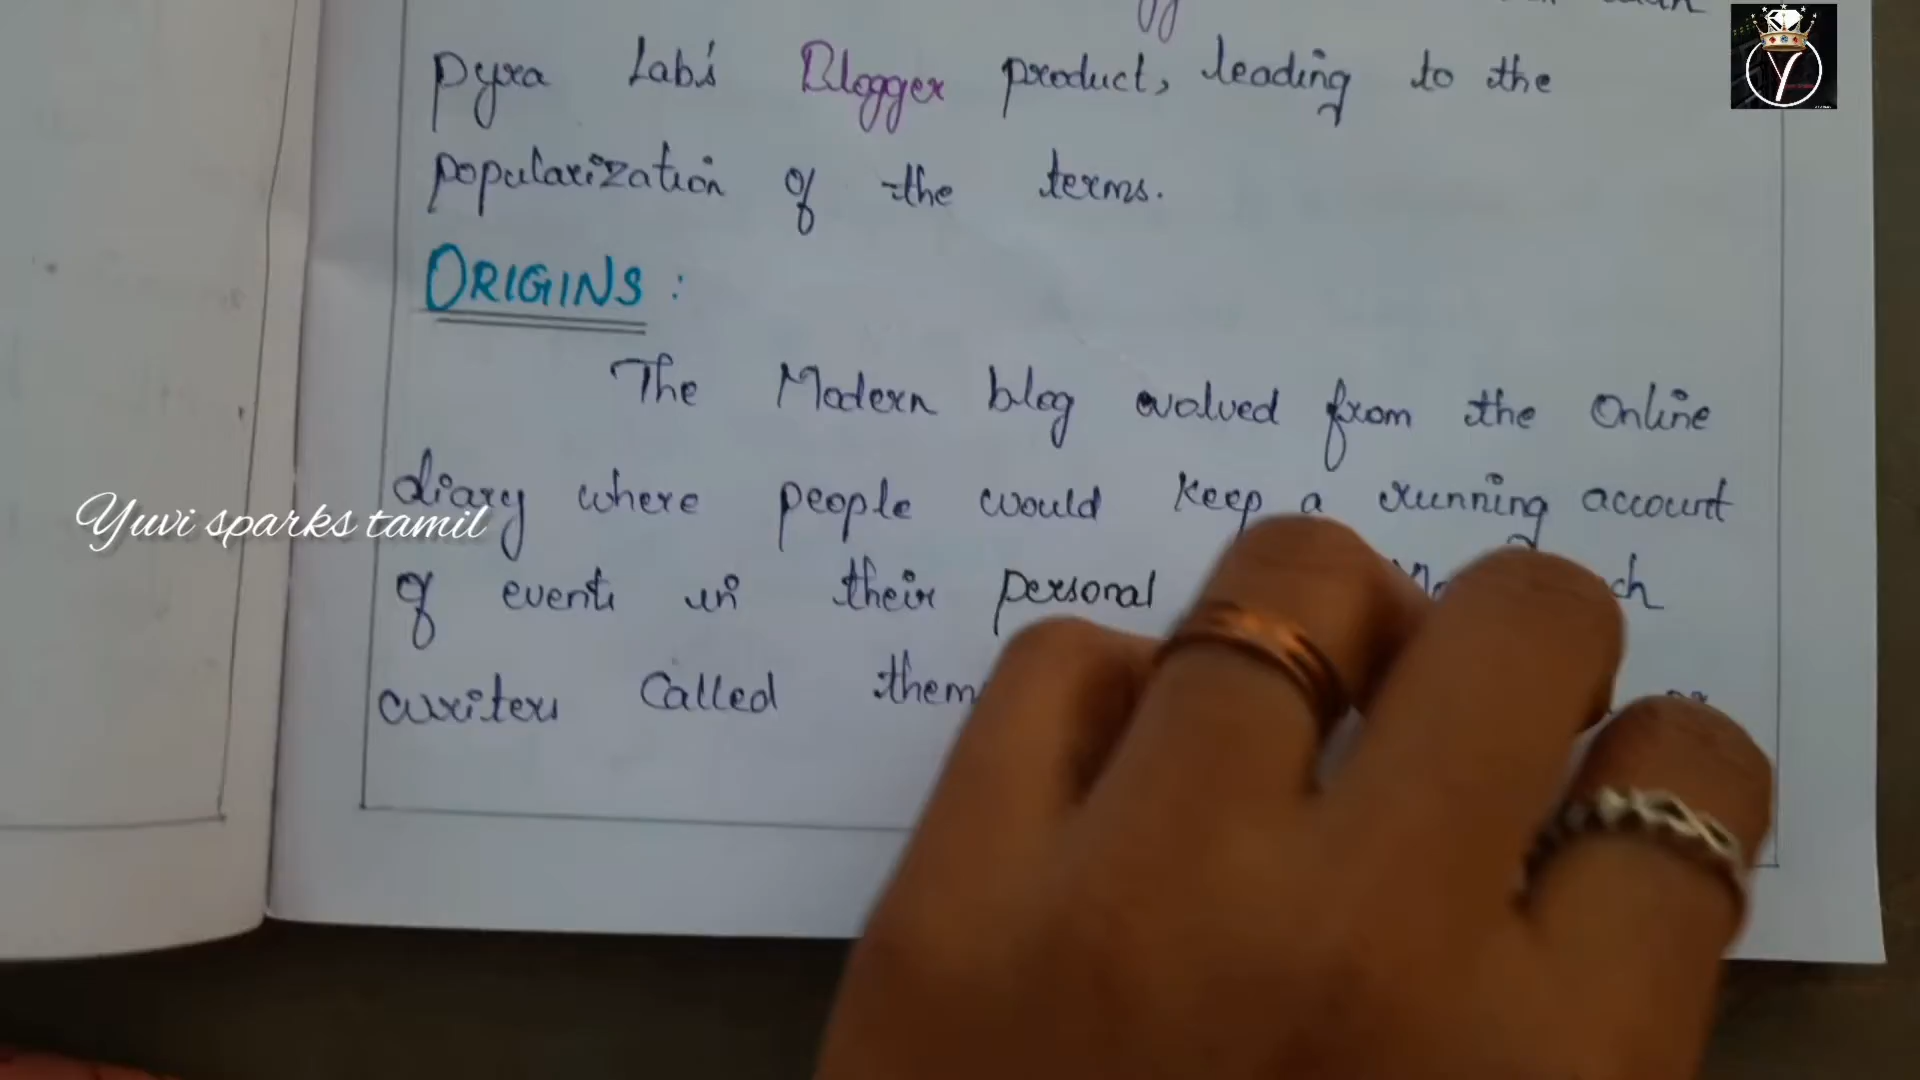 Pyra Lab's Blogger product, leading to the
popularization of the terms.
ORIGINS :
The Modern blog evolved from the Online
diary where people would keep a running account
of events in their personal
writers called them
Yuvi sparks tamil